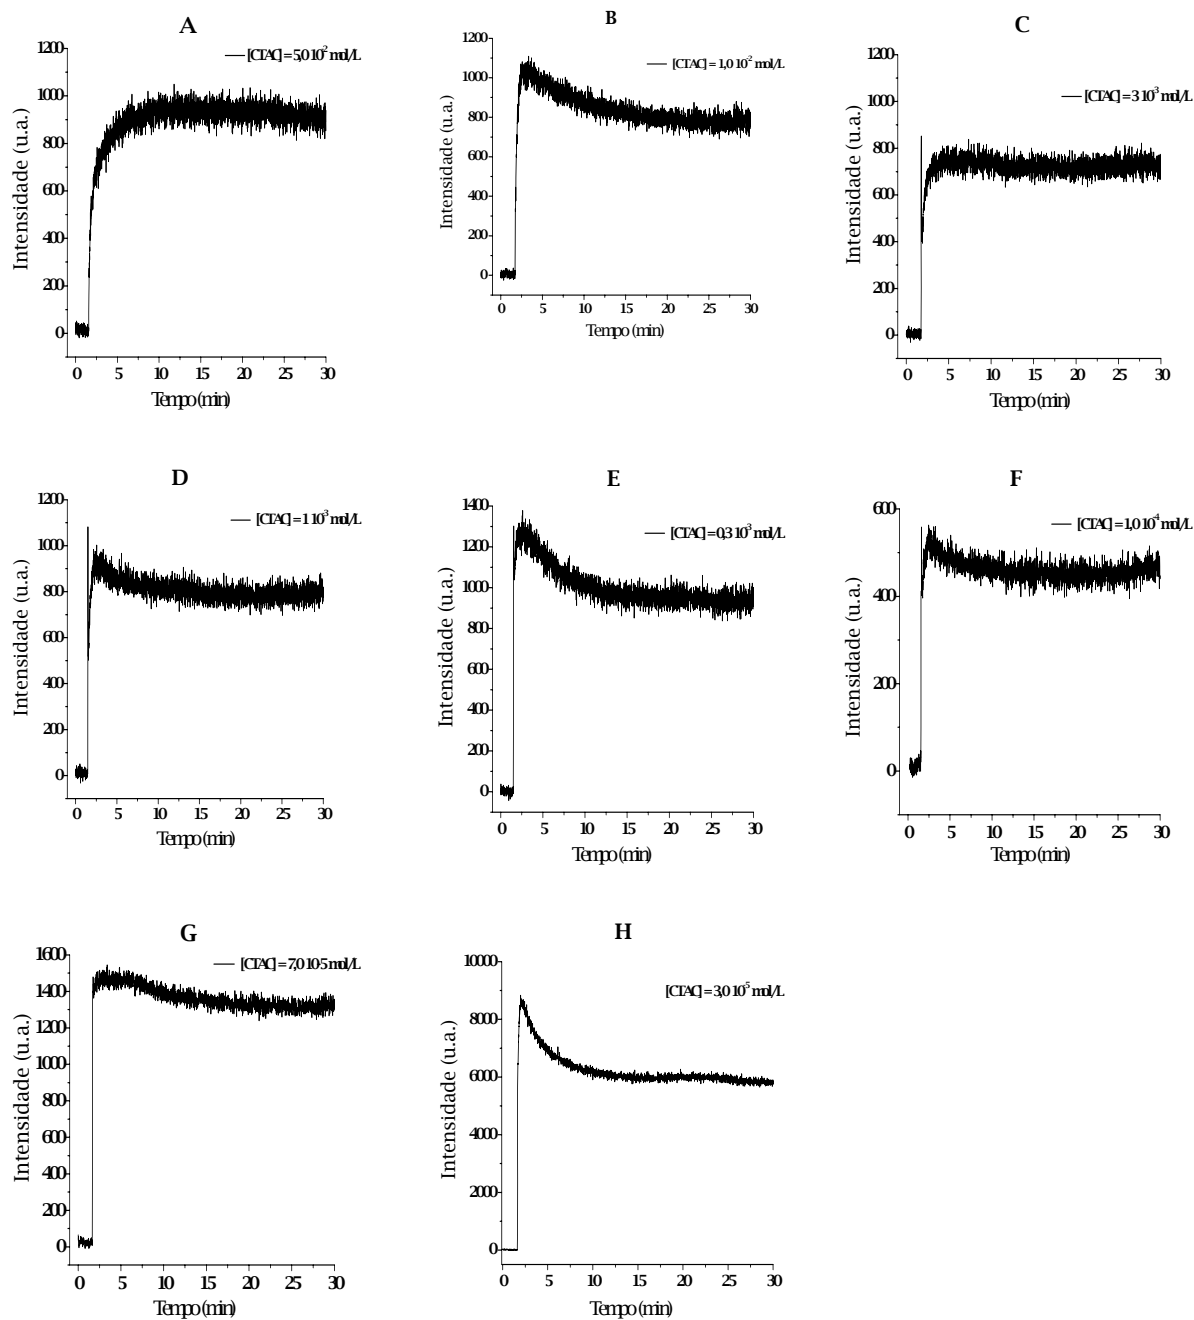 A
[CTAC] = 5,0 10^-2 mol/L
1200
1000
800
600
400
200
0
Intensidade (u.a.)
0 5 10 15 20 25 30
Tempo (min)
B
[CTAC] = 1,0 10^-2 mol/L
1200
1000
800
600
400
200
0
Intensidade (u.a.)
0 5 10 15 20 25 30
Tempo (min)
C
[CTAC] = 3 10^-3 mol/L
1200
1000
800
600
400
200
0
Intensidade (u.a.)
0 5 10 15 20 25 30
Tempo (min)
D
[CTAC] = 1 10^-3 mol/L
1200
1000
800
600
400
200
0
Intensidade (u.a.)
0 5 10 15 20 25 30
Tempo (min)
E
[CTAC] = 0,3 10^-3 mol/L
1400
1200
1000
800
600
400
200
0
Intensidade (u.a.)
0 5 10 15 20 25 30
Tempo (min)
F
[CTAC] = 1,0 10^-4 mol/L
600
400
200
0
Intensidade (u.a.)
0 5 10 15 20 25 30
Tempo (min)
G
[CTAC] = 7,0 10-5 mol/L
1600
1400
1200
1000
800
600
400
200
0
Intensidade (u.a.)
0 5 10 15 20 25 30
Tempo (min)
H
[CTAC] = 3,0 10^-5 mol/L
10000
8000
6000
4000
2000
0
Intensidade (u.a.)
0 5 10 15 20 25 30
Tempo (min)